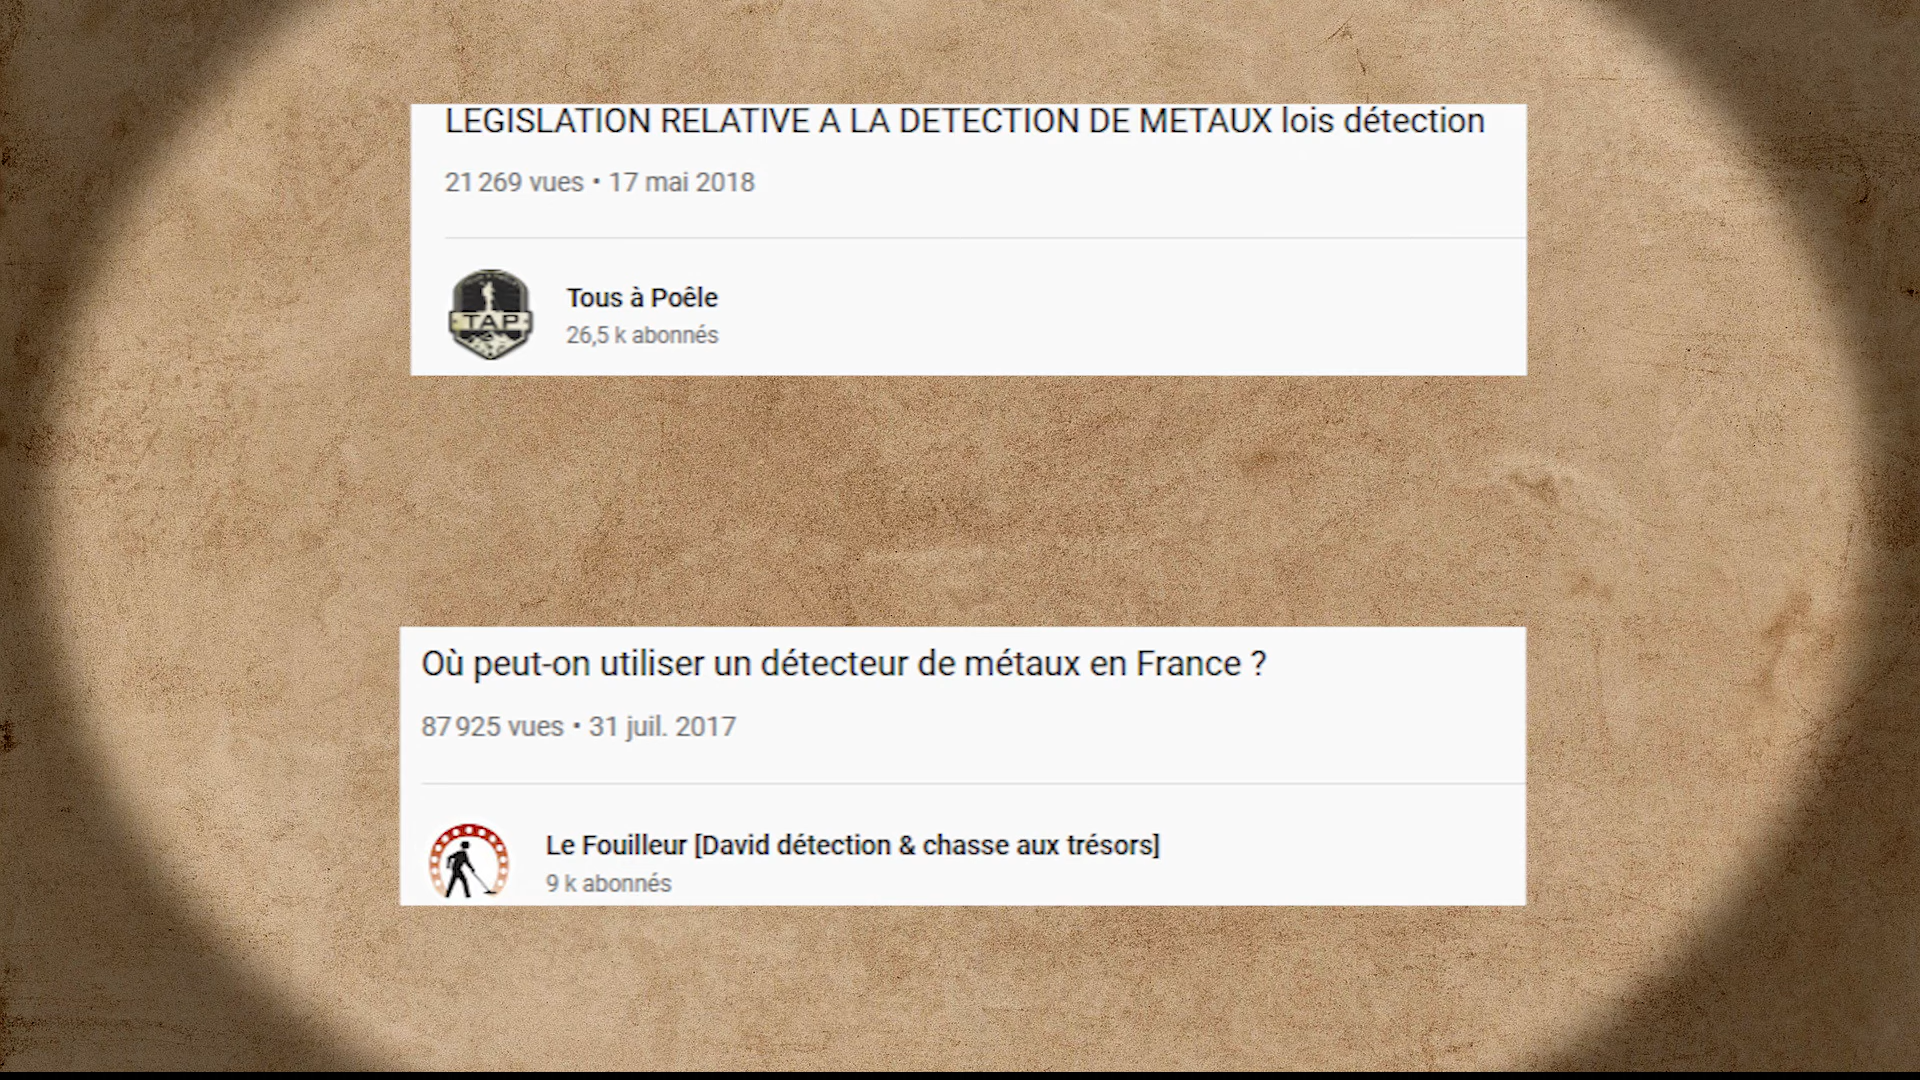 LEGISLATION RELATIVE A LA DETECTION DE METAUX lois détection
21 269 vues • 17 mai 2018
TAP
Tous à Poêle
26,5 k abonnés
Où peut-on utiliser un détecteur de métaux en France ?
87 925 vues • 31 juil. 2017
Le Fouilleur [David détection & chasse aux trésors]
9 k abonnés